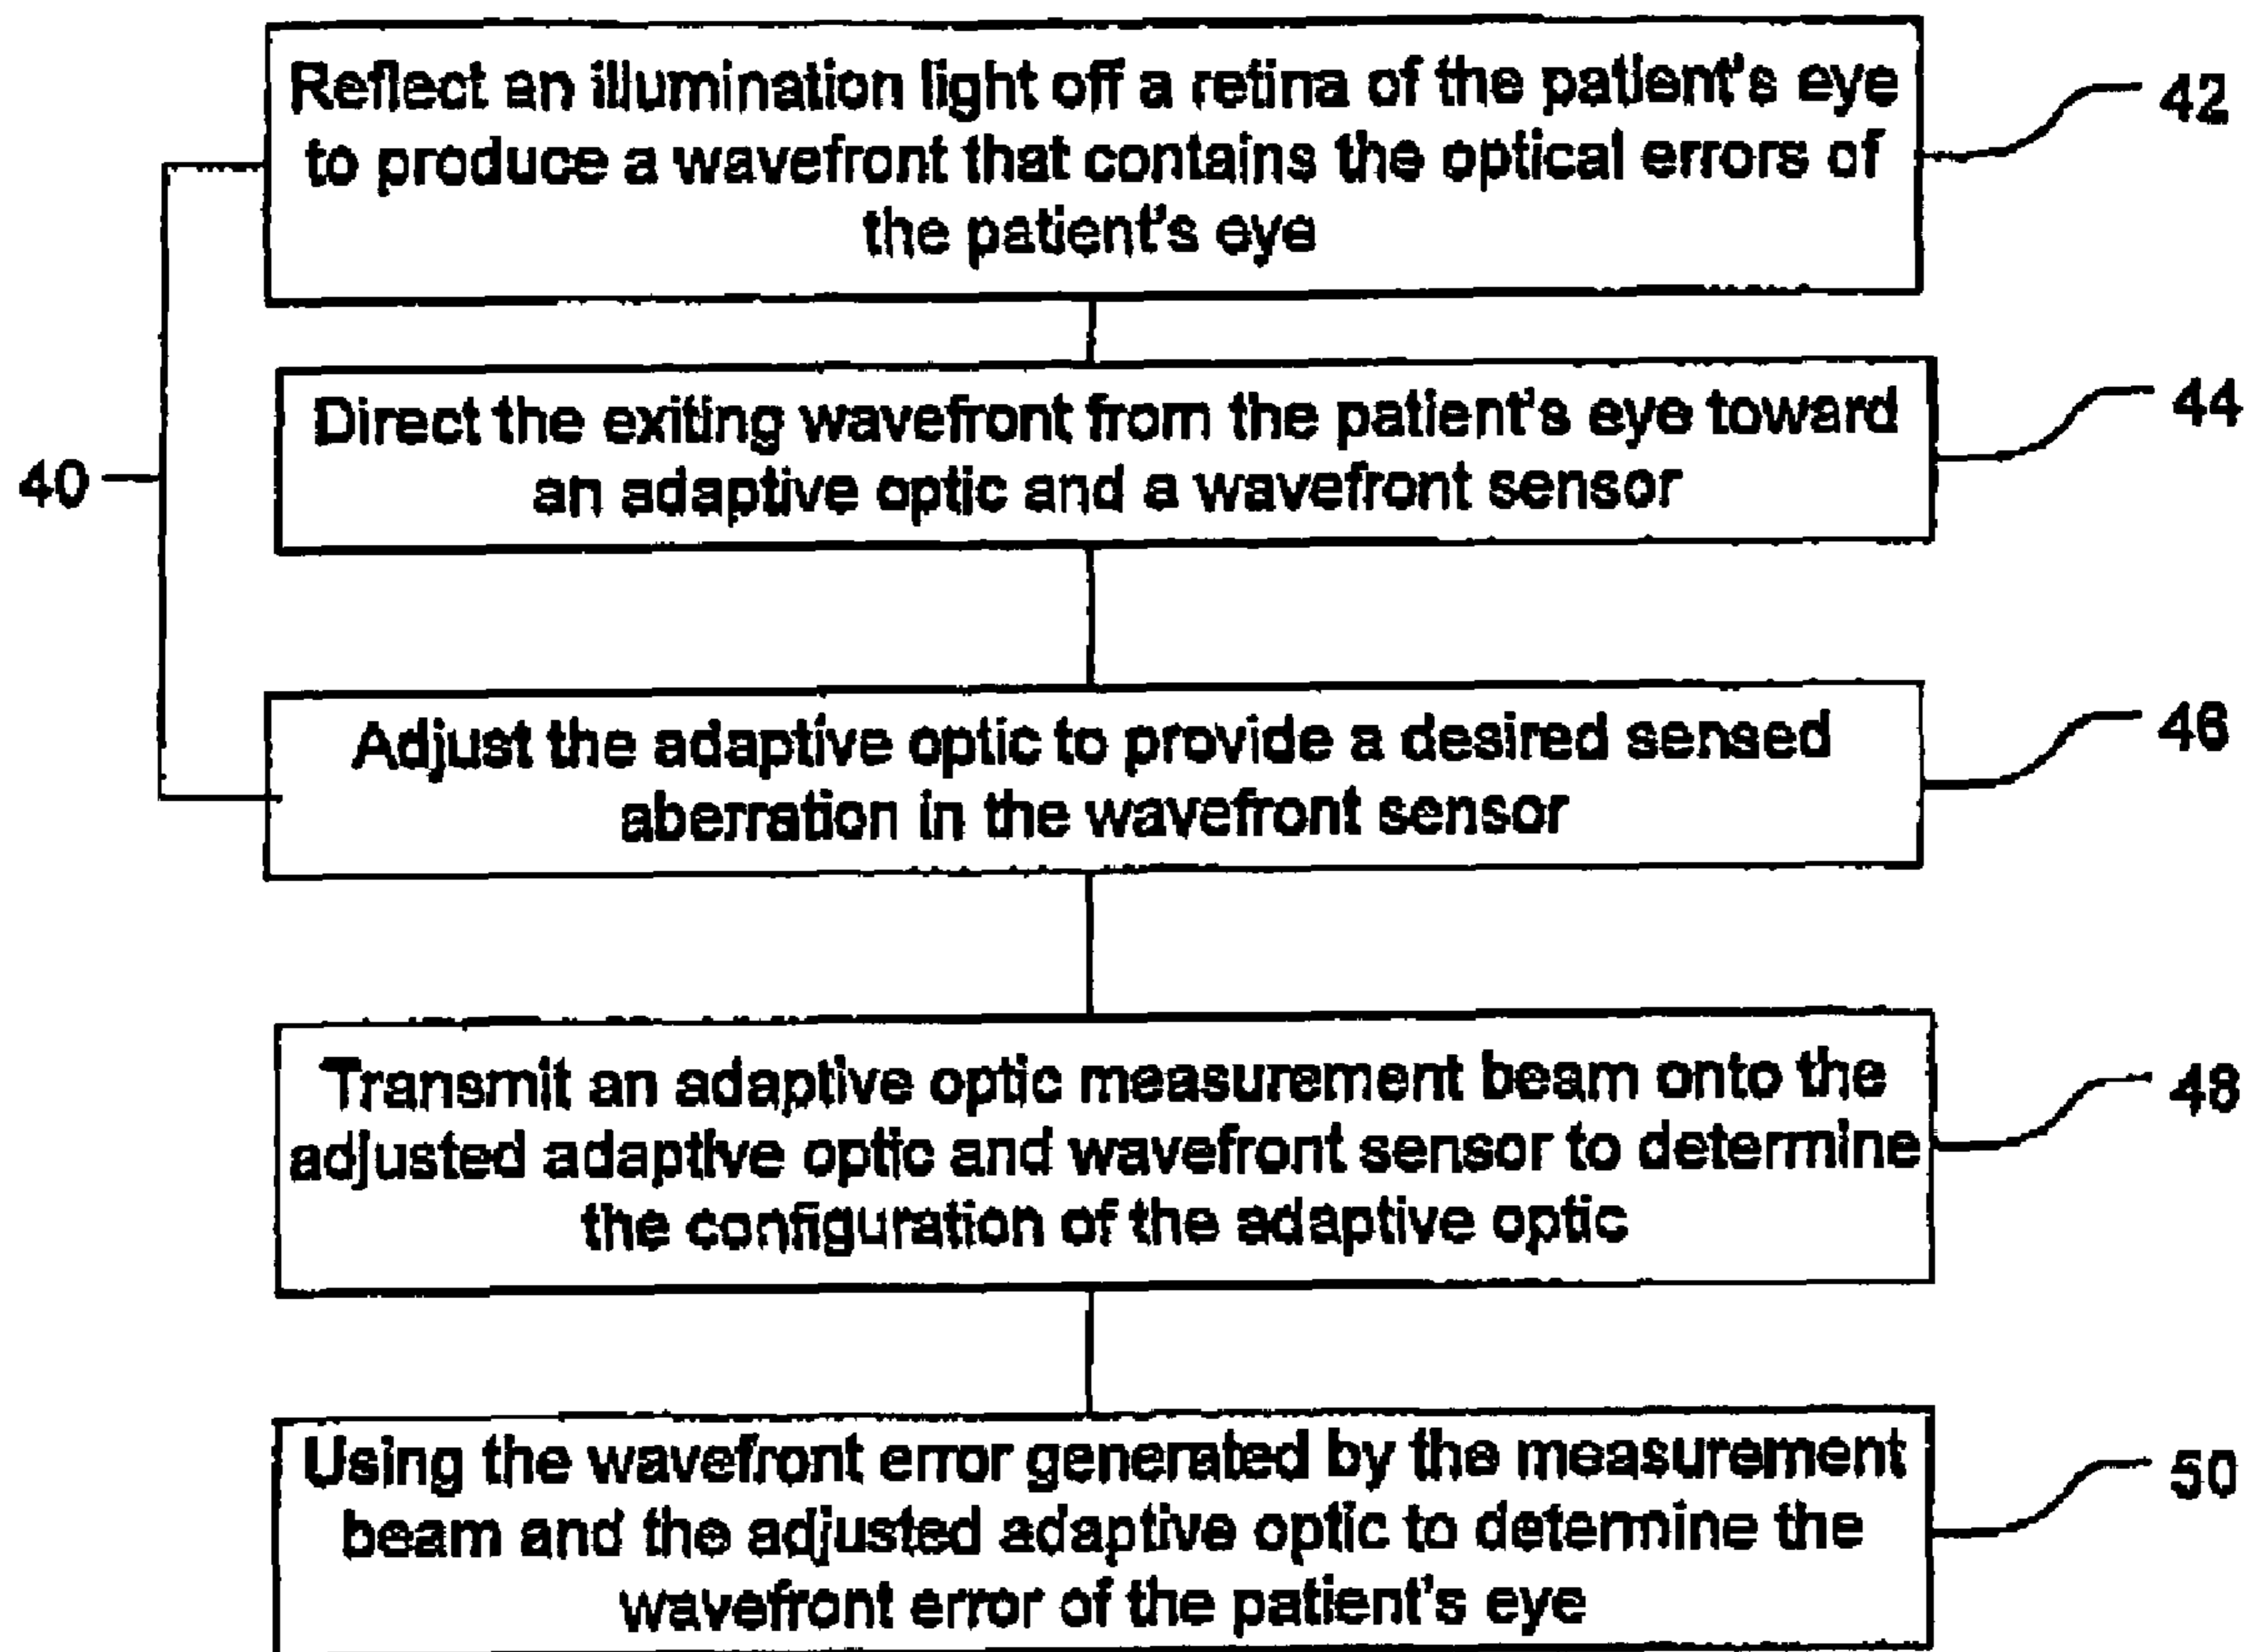 Reflect an illumination light off a retina of the patient's eye
to produce a wavefront that contains the optical errors of
the patient's eye
42
Direct the exiting wavefront from the patient's eye toward
an adaptive optic and a wavefront sensor
44
40
Adjust the adaptive optic to provide a desired sensed
aberration in the wavefront sensor
46
Transmit an adaptive optic measurement beam onto the
adjusted adaptive optic and wavefront sensor to determine
the configuration of the adaptive optic
48
Using the wavefront error generated by the measurement
beam and the adjusted adaptive optic to determine the
wavefront error of the patient's eye
50